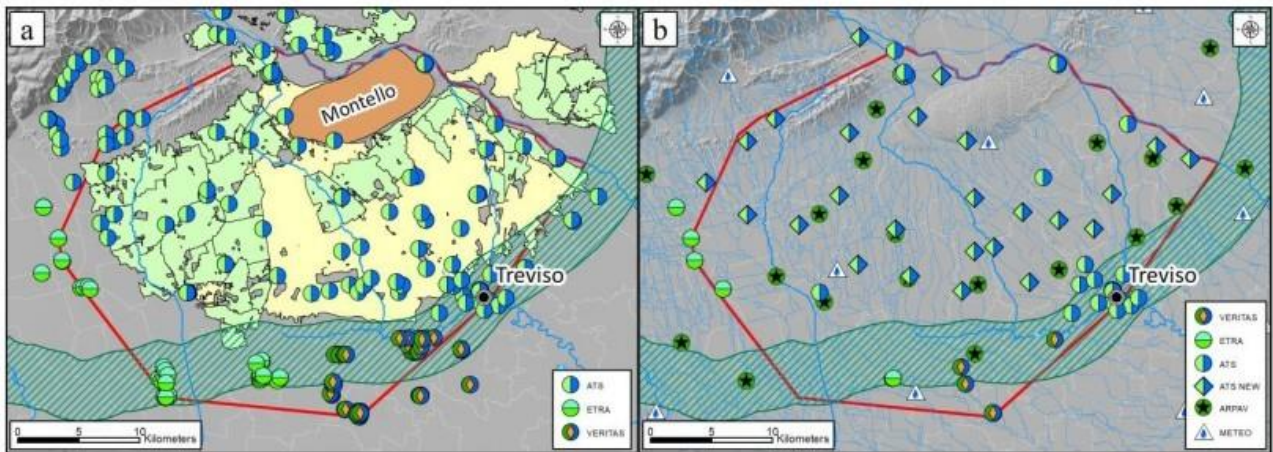 a
Montello
Treviso
ATS
ETRA
VERITAS
0 5 10
Kilometers
b
Treviso
VERITAS
ETRA
ATS
ATS NEW
ARPAV
METEO
0 5 10
Kilometers